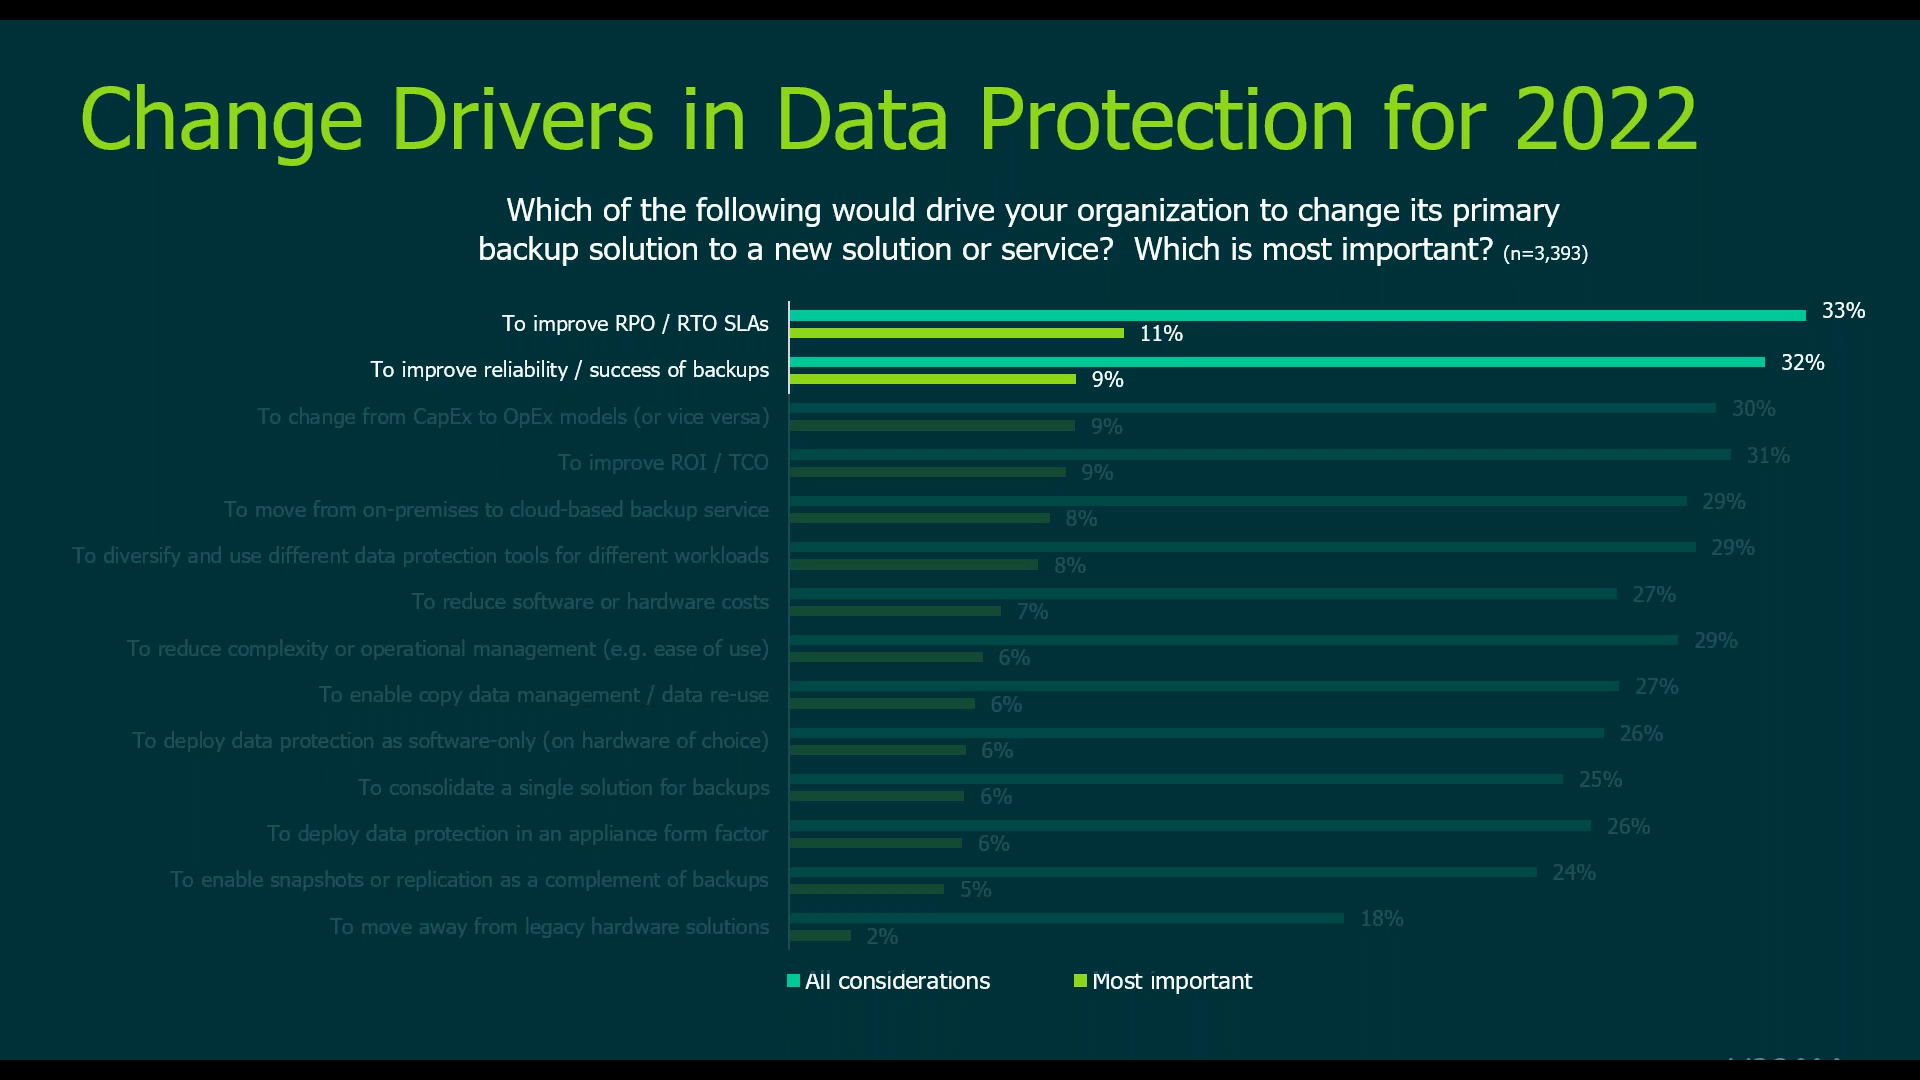 Change Drivers in Data Protection for 2022
Which of the following would drive your organization to change its primary
backup solution to a new solution or service?  Which is most important? (n=3,393)
To improve RPO / RTO SLAs
33%
11%
To improve reliability / success of backups
32%
9%
To change from CapEx to OpEx models (or vice versa)
30%
9%
To improve ROI / TCO
31%
9%
To move from on-premises to cloud-based backup service
29%
8%
To diversify and use different data protection tools for different workloads
29%
8%
To reduce software or hardware costs
27%
7%
To reduce complexity or operational management (e.g. ease of use)
29%
6%
To enable copy data management / data re-use
27%
6%
To deploy data protection as software-only (on hardware of choice)
26%
6%
To consolidate a single solution for backups
25%
6%
To deploy data protection in an appliance form factor
26%
6%
To enable snapshots or replication as a complement of backups
24%
5%
To move away from legacy hardware solutions
18%
2%
All considerations
Most important